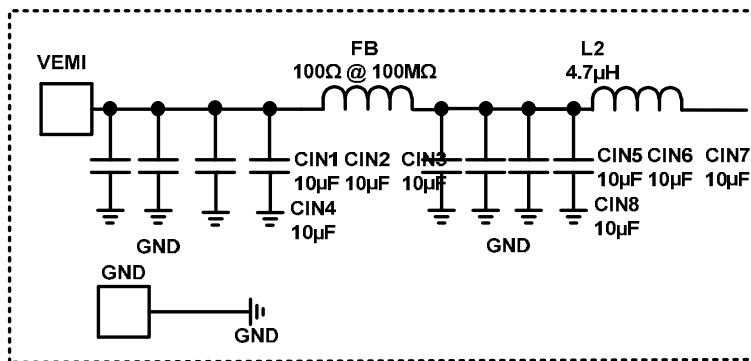 VEMI
FB
100Ω @ 100MΩ
L2
4.7µH
CIN1 CIN2 CIN3
10µF 10µF 10µF
CIN4
10µF
CIN5 CIN6 CIN7
10µF 10µF 10µF
CIN8
10µF
GND
GND
GND
GND